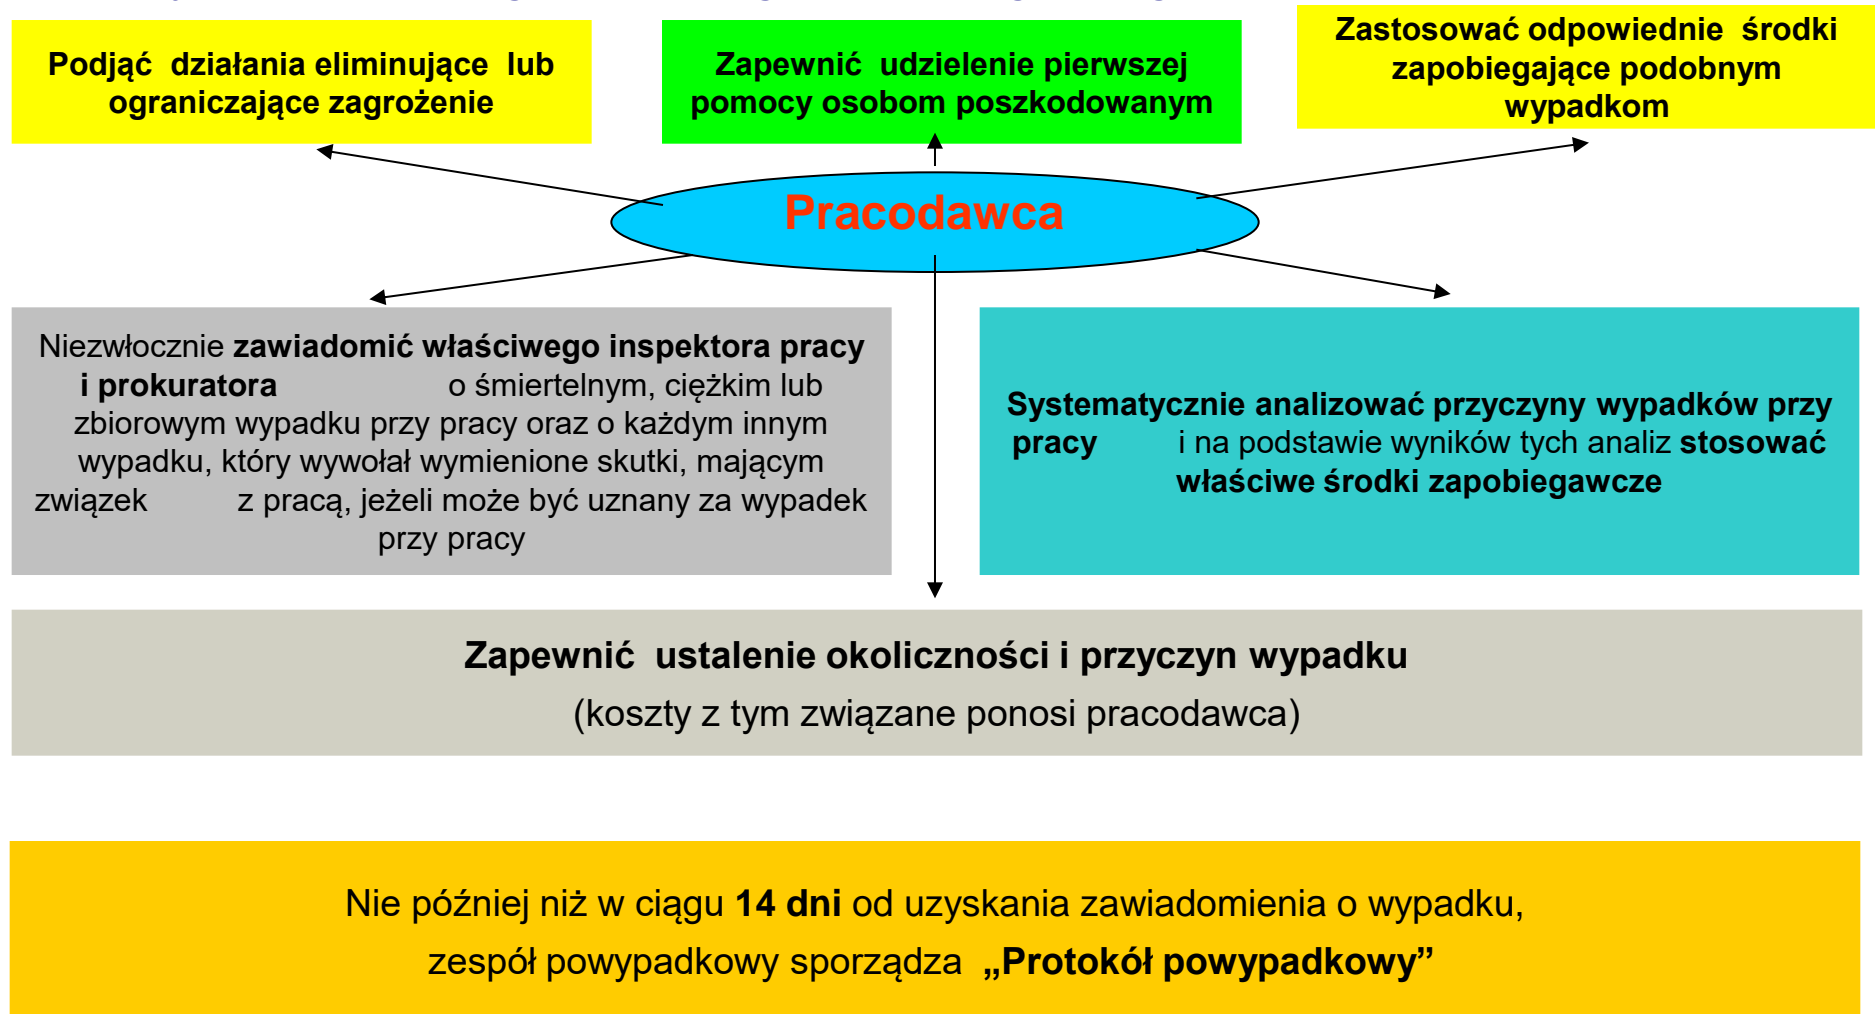 Podjąć działania eliminujące lub
ograniczające zagrożenie
Zapewnić udzielenie pierwszej
pomocy osobom poszkodowanym
Zastosować odpowiednie środki
zapobiegające podobnym
wypadkom
Pracodawca
Niezwłocznie zawiadomić właściwego inspektora pracy
i prokuratora o śmiertelnym, ciężkim lub
zbiorowym wypadku przy pracy oraz o każdym innym
wypadku, który wywołał wymienione skutki, mającym
związek z pracą, jeżeli może być uznany za wypadek
przy pracy
Systematycznie analizować przyczyny wypadków przy
pracy i na podstawie wyników tych analiz stosować
właściwe środki zapobiegawcze
Zapewnić ustalenie okoliczności i przyczyn wypadku
(koszty z tym związane ponosi pracodawca)
Nie później niż w ciągu 14 dni od uzyskania zawiadomienia o wypadku,
zespół powypadkowy sporządza „Protokół powypadkowy”